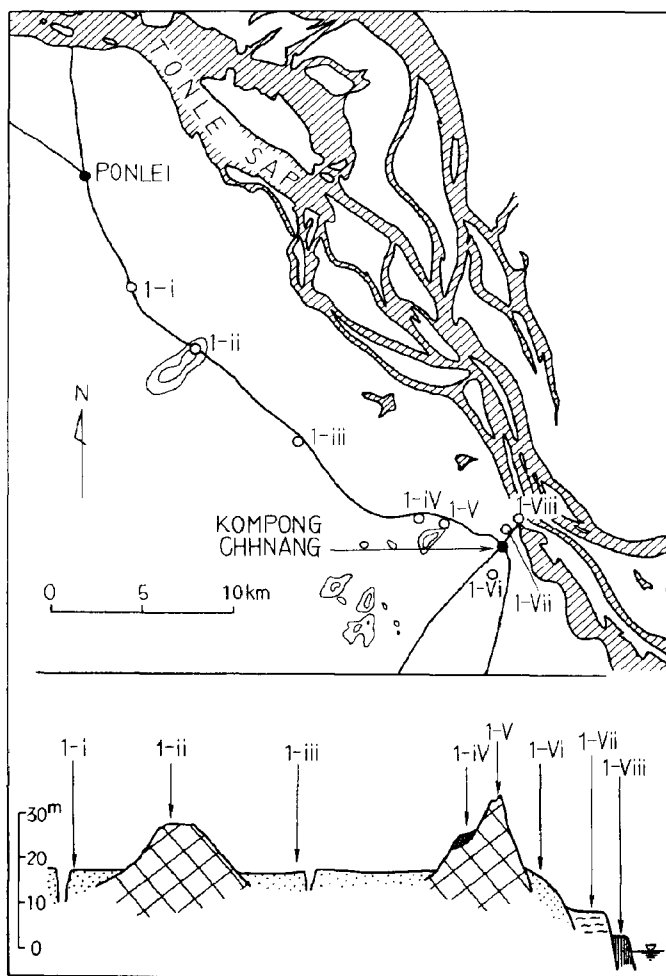 TONLE SAP
PONLEI
1-i
1-ii
N
1-iii
1-iV
1-V
1-Viii
KOMPONG
CHHNANG
1-Vi
1-Vii
0 5 10km
1-i 1-ii 1-iii 1-iV 1-V 1-Vi 1-Vii 1-Viii
30m
20
10
0